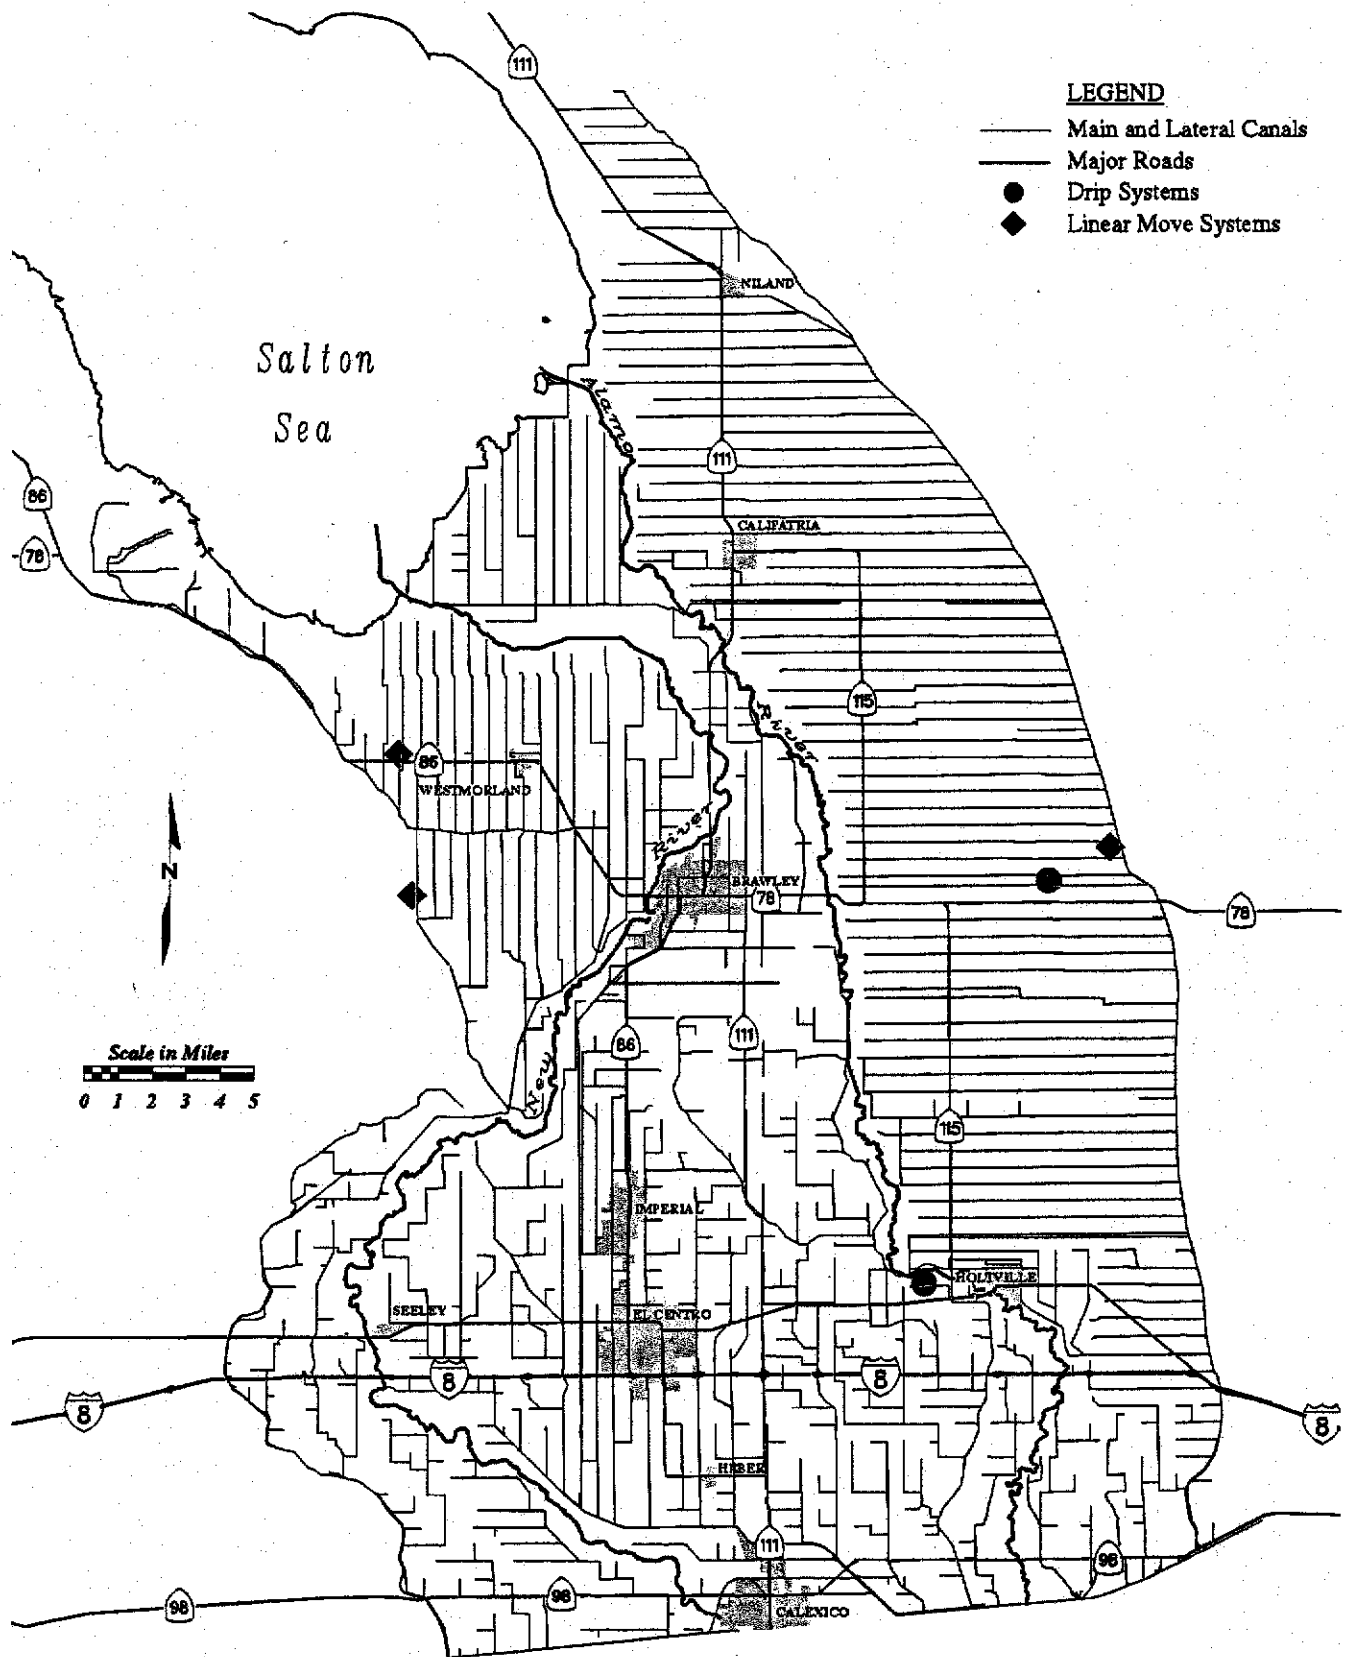 111
LEGEND
Main and Lateral Canals
Major Roads
Drip Systems
Linear Move Systems
NILAND
Salton
Sea
Alamo
111
86
CALIPATRIA
78
115
River
86
WESTMORLAND
River
N
BRAWLEY
78
78
Scale in Miles
0 1 2 3 4 5
86
111
New
115
IMPERIAL
HOLTVILLE
SEELEY
EL CENTRO
8
8
8
8
HEBER
111
98
98
98
CALEXICO